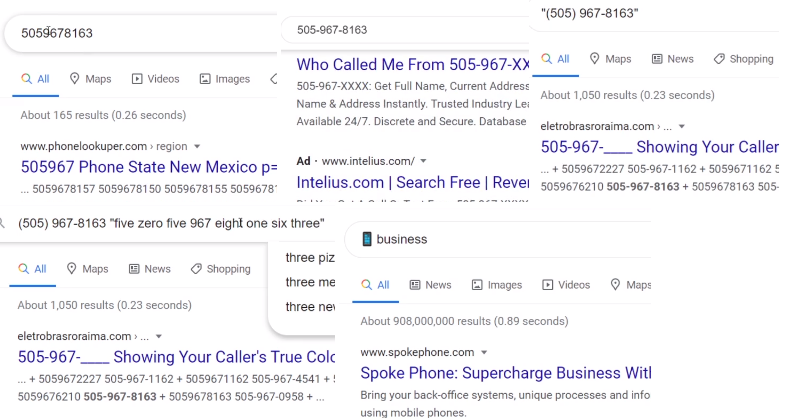 5059678163
All Maps Videos Images
About 165 results (0.26 seconds)
www.phonelookuper.com › region
505967 Phone State New Mexico p=
... 5059678157 5059678150 5059678155 50596781
505-967-8163
Who Called Me From 505-967-XX
505-967-XXXX: Get Full Name, Current Address
Name & Address Instantly. Trusted Industry Lea
Available 24/7. Discrete and Secure. Database
Ad · www.intelius.com/
Intelius.com | Search Free | Rever
"(505) 967-8163"
All Maps News Shopping
About 1,050 results (0.23 seconds)
eletrobrasroraima.com › ...
505-967-____ Showing Your Caller
... + 5059672227 505-967-1162 + 5059671162 5
5059676210 505-967-8163 + 5059678163 505-
(505) 967-8163 "five zero five 967 eight one six three"
three piz
three me
three nev
All Maps News Shopping
About 1,050 results (0.23 seconds)
eletrobrasroraima.com › ...
505-967-____ Showing Your Caller's True Colo
... + 5059672227 505-967-1162 + 5059671162 505-967-4541 + 5
5059676210 505-967-8163 + 5059678163 505-967-0958 + ...
📱 business
All News Images Videos Maps
About 908,000,000 results (0.89 seconds)
www.spokephone.com
Spoke Phone: Supercharge Business Wit
Bring your back-office systems, unique processes and info
using mobile phones.